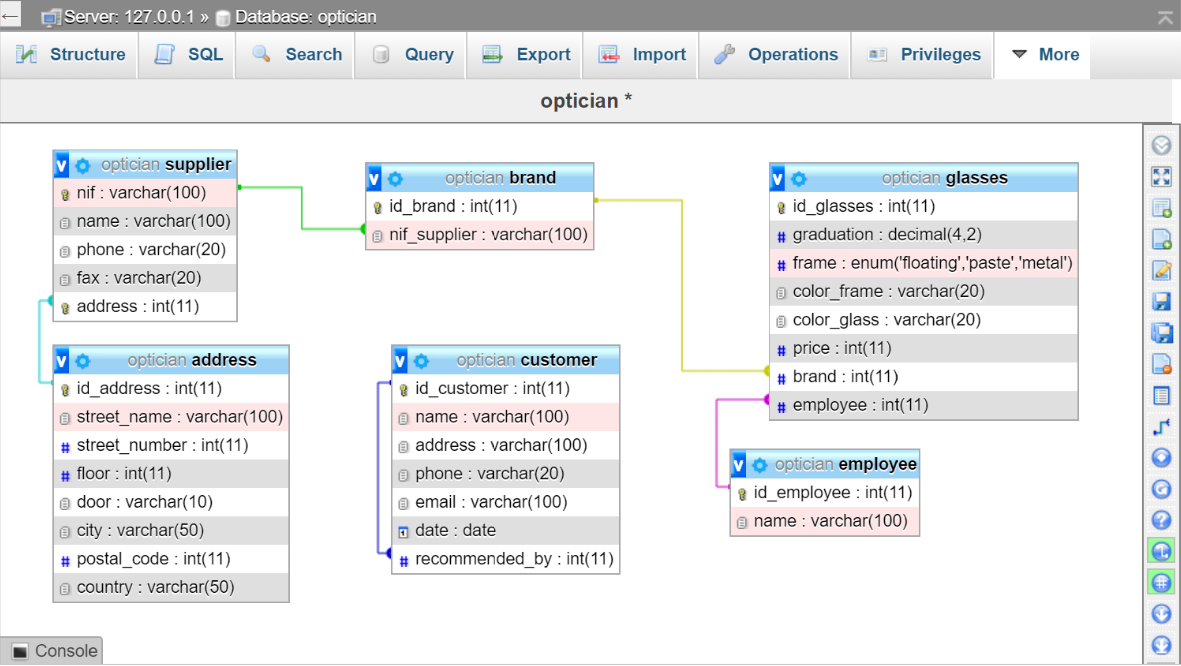 Server: 127.0.0.1 » Database: optician
Structure SQL Search Query Export Import Operations Privileges More
optician *
optician supplier
nif : varchar(100)
name : varchar(100)
phone : varchar(20)
fax : varchar(20)
address : int(11)
optician brand
id_brand : int(11)
nif_supplier : varchar(100)
optician glasses
id_glasses : int(11)
graduation : decimal(4,2)
frame : enum('floating','paste','metal')
color_frame : varchar(20)
color_glass : varchar(20)
price : int(11)
brand : int(11)
employee : int(11)
optician address
id_address : int(11)
street_name : varchar(100)
street_number : int(11)
floor : int(11)
door : varchar(10)
city : varchar(50)
postal_code : int(11)
country : varchar(50)
optician customer
id_customer : int(11)
name : varchar(100)
address : varchar(100)
phone : varchar(20)
email : varchar(100)
date : date
recommended_by : int(11)
optician employee
id_employee : int(11)
name : varchar(100)
Console